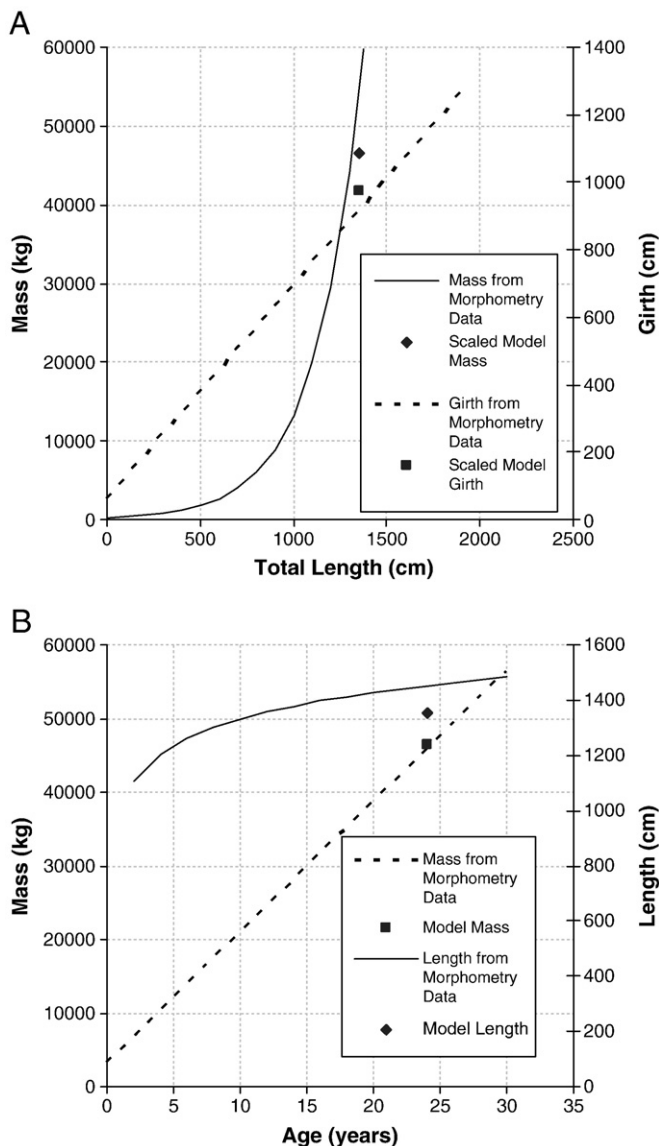 A
60000
50000
40000
30000
20000
10000
0
Mass (kg)
1400
1200
1000
800
600
400
200
0
Girth (cm)
Mass from
Morphometry
Data
Scaled Model
Mass
Girth from
Morphometry
Data
Scaled Model
Girth
0 500 1000 1500 2000 2500
Total Length (cm)
B
60000
50000
40000
30000
20000
10000
0
Mass (kg)
1600
1400
1200
1000
800
600
400
200
0
Length (cm)
Mass from
Morphometry
Data
Model Mass
Length from
Morphometry
Data
Model Length
0 5 10 15 20 25 30 35
Age (years)